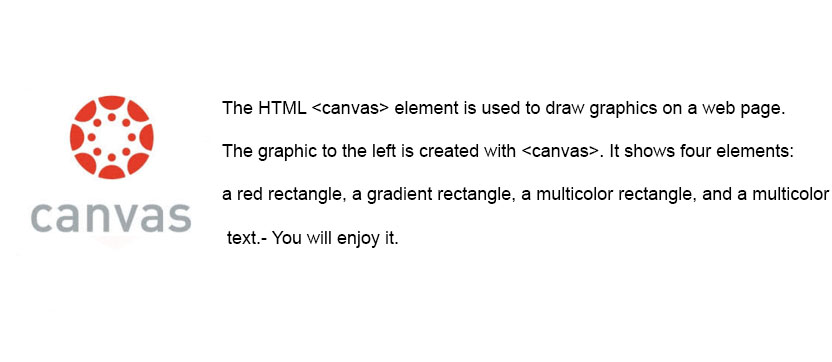 canvas
The HTML <canvas> element is used to draw graphics on a web page.
The graphic to the left is created with <canvas>. It shows four elements:
a red rectangle, a gradient rectangle, a multicolor rectangle, and a multicolor
text.- You will enjoy it.